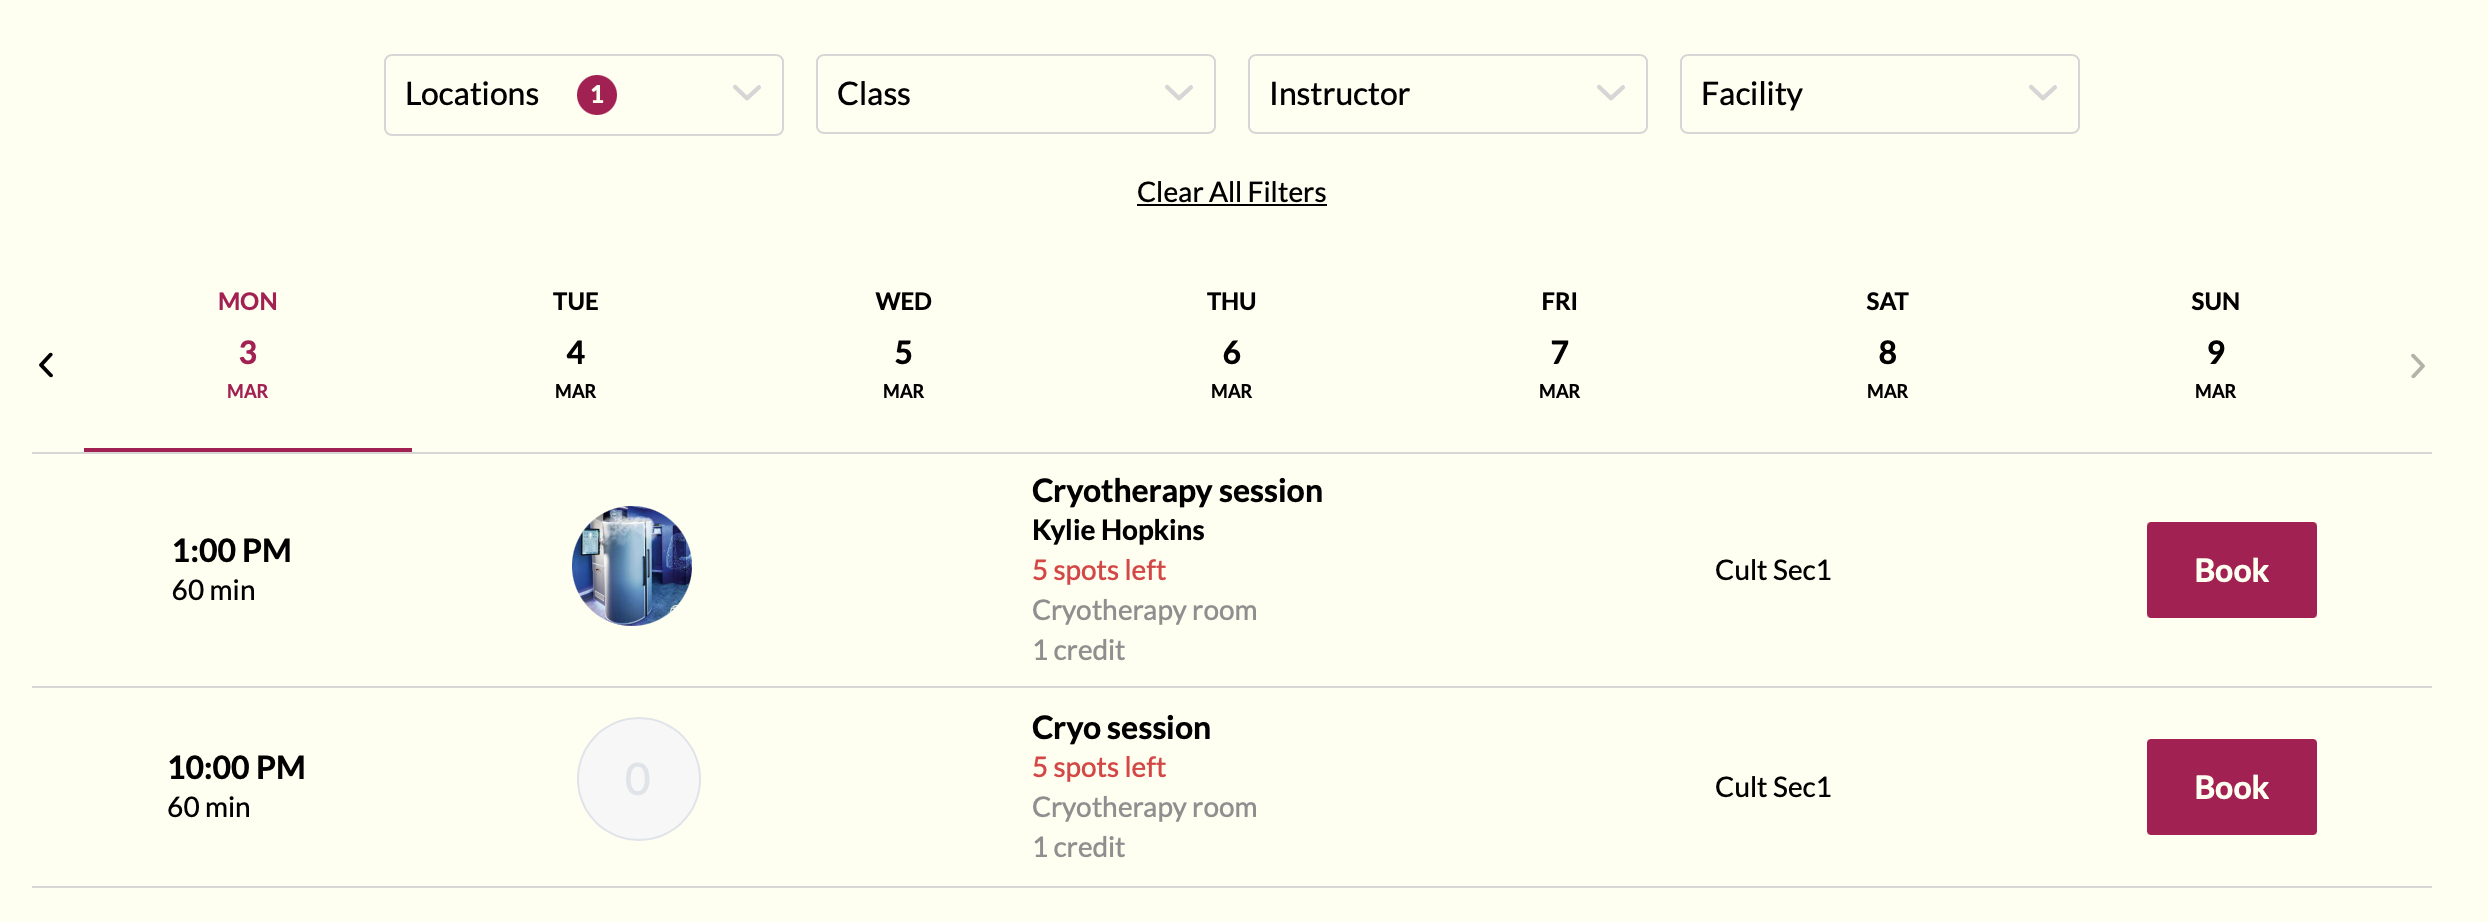 Locations 1
Class
Instructor
Facility
Clear All Filters
MON
3
MAR
TUE
4
MAR
WED
5
MAR
THU
6
MAR
FRI
7
MAR
SAT
8
MAR
SUN
9
MAR
1:00 PM
60 min
Cryotherapy session
Kylie Hopkins
5 spots left
Cryotherapy room
1 credit
Cult Sec1
Book
10:00 PM
60 min
0
Cryo session
5 spots left
Cryotherapy room
1 credit
Cult Sec1
Book